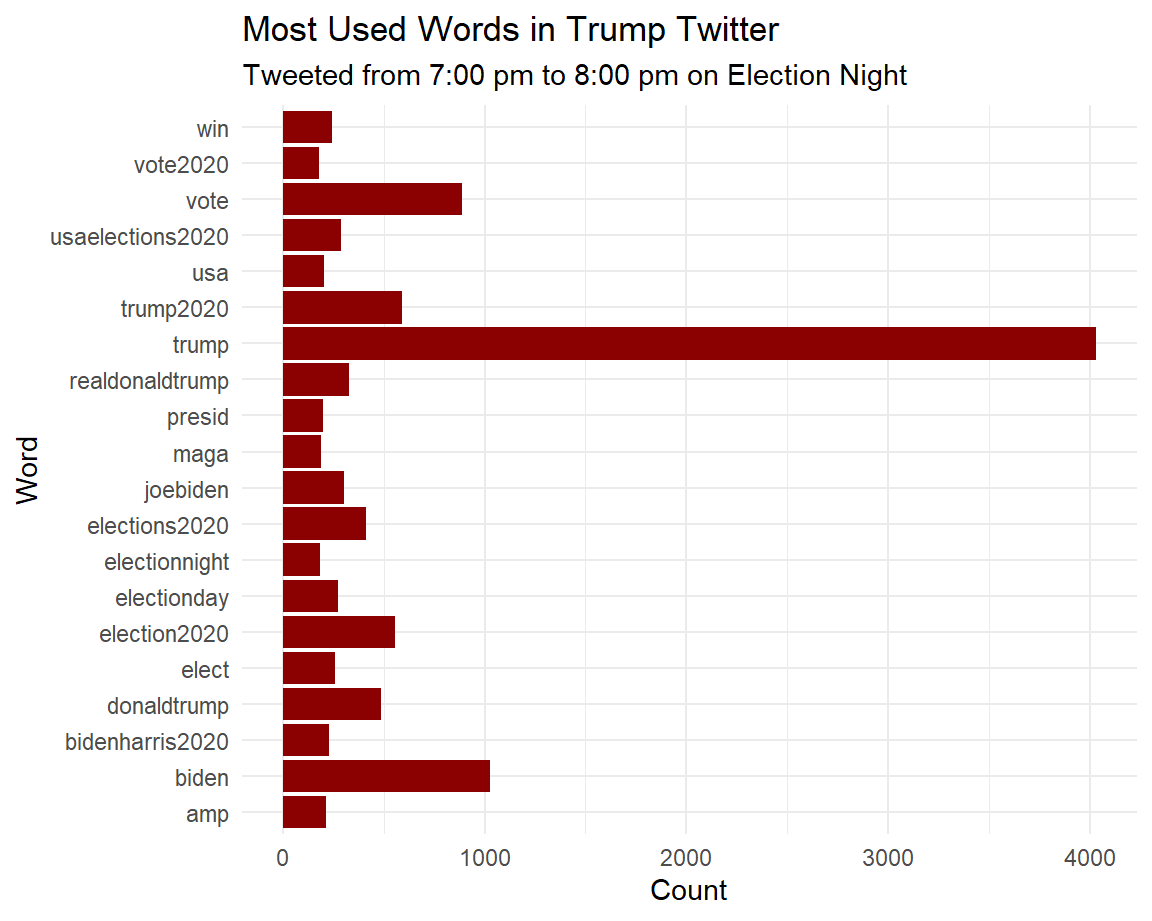 Most Used Words in Trump Twitter
Tweeted from 7:00 pm to 8:00 pm on Election Night
Word
win
vote2020
vote
usaelections2020
usa
trump2020
trump
realdonaldtrump
presid
maga
joebiden
elections2020
electionnight
electionday
election2020
elect
donaldtrump
bidenharris2020
biden
amp
0 1000 2000 3000 4000
Count